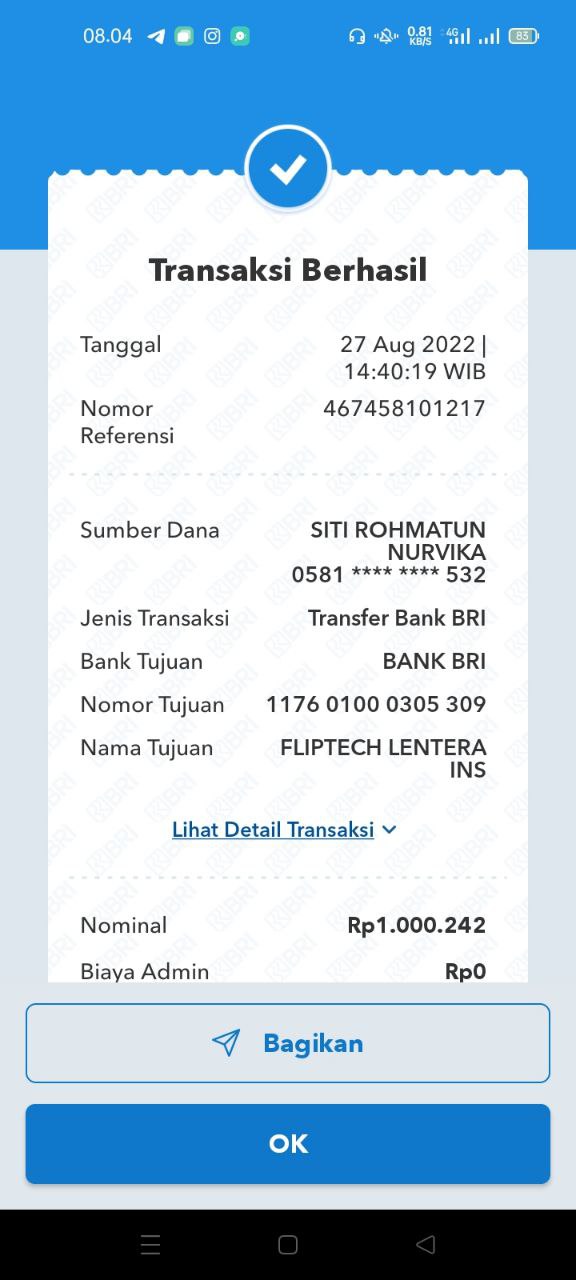 08.04
0.81
KB/S
4G
83
Transaksi Berhasil
Tanggal
27 Aug 2022 |
14:40:19 WIB
Nomor
Referensi
467458101217
Sumber Dana
SITI ROHMATUN
NURVIKA
0581 **** **** 532
Jenis Transaksi
Transfer Bank BRI
Bank Tujuan
BANK BRI
Nomor Tujuan
1176 0100 0305 309
Nama Tujuan
FLIPTECH LENTERA
INS
Lihat Detail Transaksi
Nominal
Rp1.000.242
Biaya Admin
Rp0
Bagikan
OK